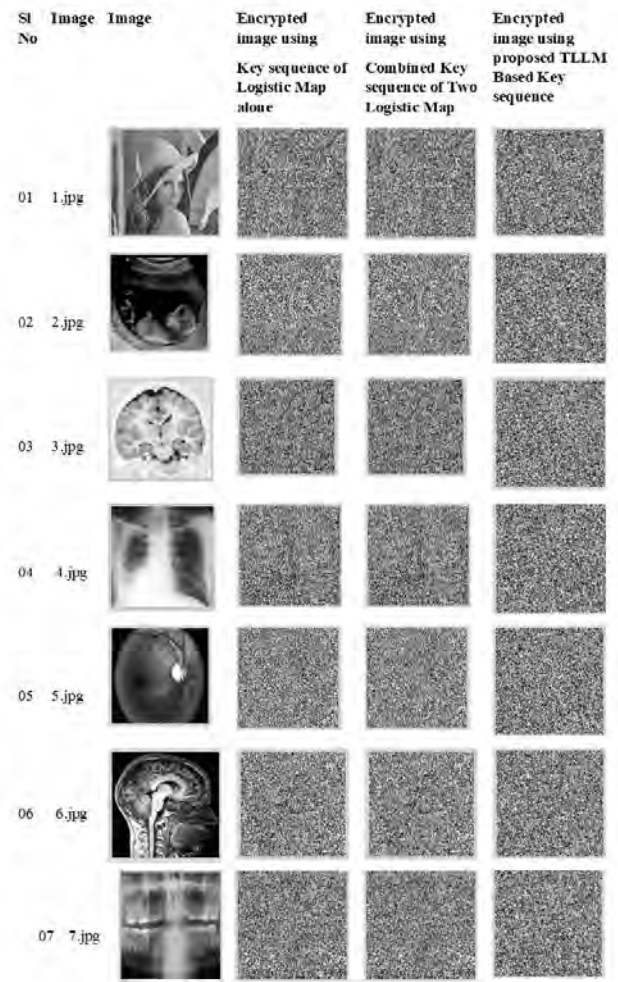 Sl No
Image
Image
Encrypted image using
Key sequence of Logistic Map alone
Encrypted image using
Combined Key sequence of Two Logistic Map
Encrypted image using proposed TLLM Based Key sequence
01 1.jpg
02 2.jpg
03 3.jpg
04 4.jpg
05 5.jpg
06 6.jpg
07 7.jpg